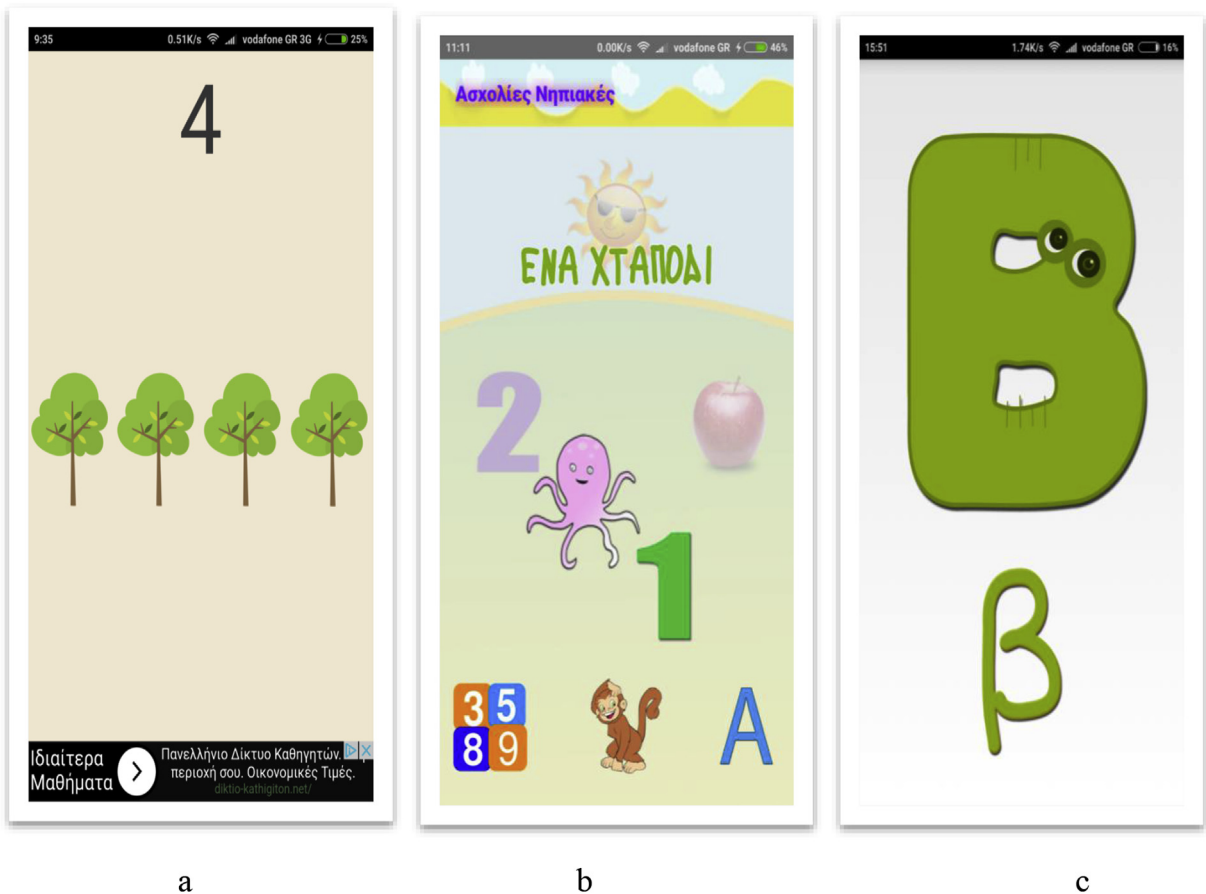 9:35 0.51K/s vodafone GR 3G 25%
4
Ιδιαίτερα
Μαθήματα
Πανελλήνιο Δίκτυο Καθηγητών.
περιοχή σου. Οικονομικές Τιμές.
diktio-kathigiton.net/
a
11:11 0.00K/s vodafone GR 46%
Ασχολίες Νηπιακές
ΕΝΑ ΧΤΑΠΟΔΙ
2
1
3 5
8 9
A
b
15:51 1.74K/s vodafone GR 16%
Β
β
c